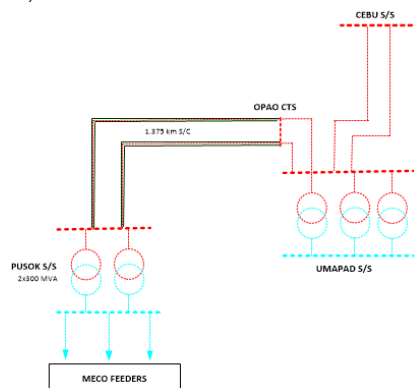 CEBU S/S
OPAO CTS
1.375 km S/C
PUSOK S/S
2x300 MVA
UMAPAD S/S
MECO FEEDERS